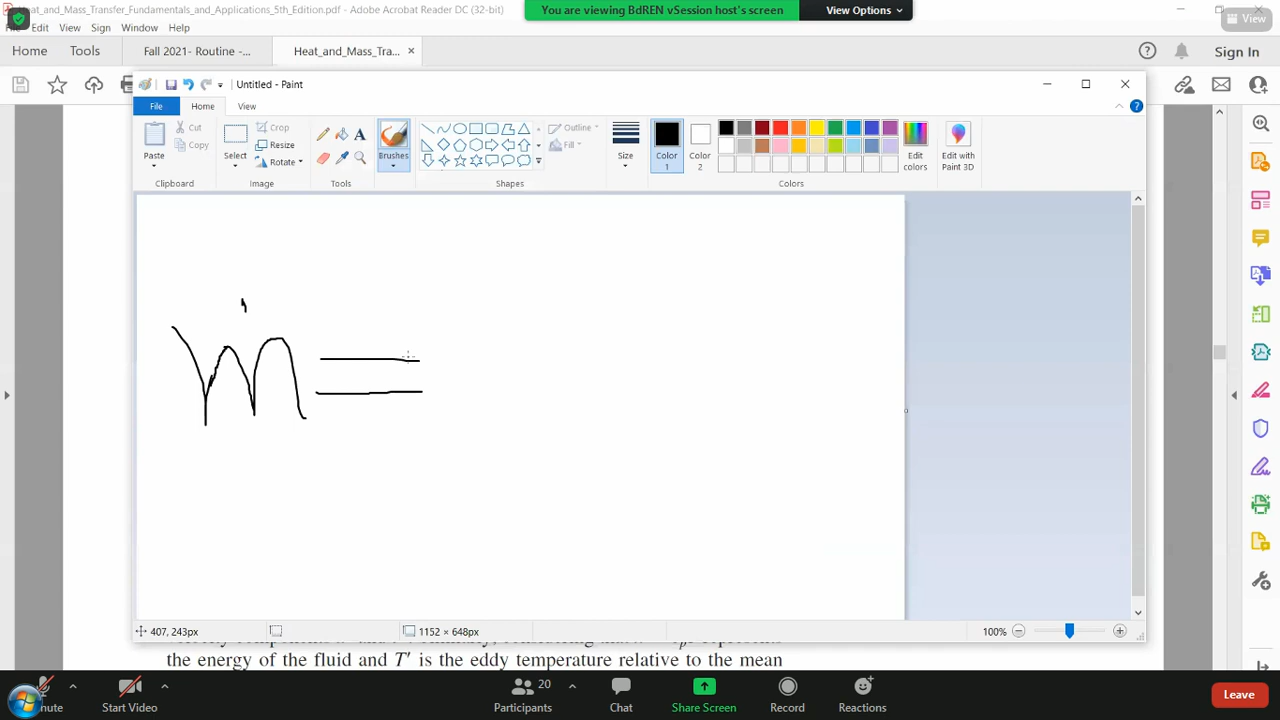 Heat_and_Mass_Transfer_Fundamentals_and_Applications_5th_Edition.pdf - Adobe Acrobat Reader DC (32-bit)
You are viewing BdREN vSession host's screen
View Options
View
Edit View Sign Window Help
Home Tools Fall 2021- Routine -... Heat_and_Mass_Tra... Sign In
Untitled - Paint
File Home View
Paste Cut Copy
Select Crop Resize Rotate
Brushes
Outline
Fill
Size
Color 1
Color 2
Edit colors
Edit with Paint 3D
Clipboard Image Tools Shapes Colors
ṁ =
407, 243px 1152 × 648px 100%
the energy of the fluid and T′ is the eddy temperature relative to the mean
Start Video Participants 20 Chat Share Screen Record Reactions Leave